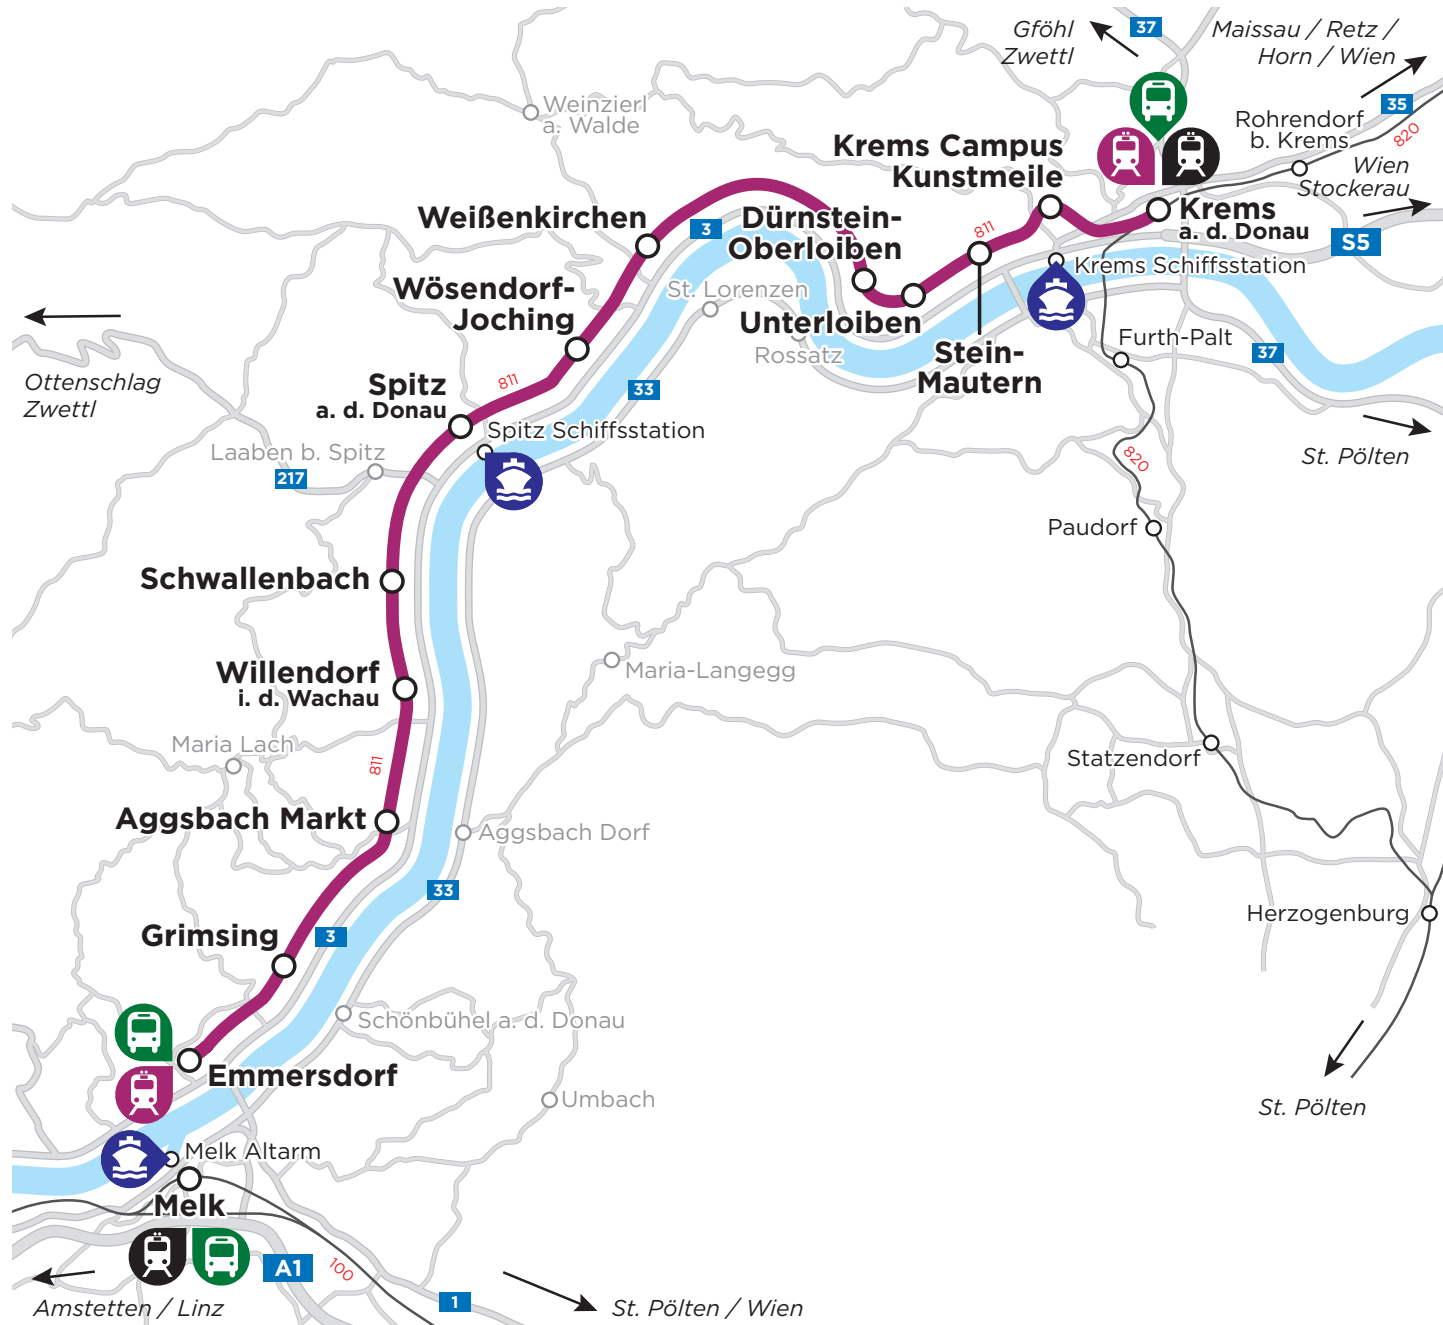 Gföhl
Zwettl
37
Maissau / Retz /
Horn / Wien
35
820
Rohrendorf
b. Krems
Wien
Stockerau
S5
Weinzierl
a. Walde
Krems Campus
Kunstmeile
Krems
a. d. Donau
Krems Schiffsstation
Weißenkirchen
3
Dürnstein-
Oberloiben
811
St. Lorenzen
Wösendorf-
Joching
Unterloiben
Rossatz
Stein-
Mautern
Furth-Palt
37
Ottenschlag
Zwettl
Spitz
a. d. Donau
811
33
Spitz Schiffsstation
St. Pölten
Laaben b. Spitz
217
820
Paudorf
Schwallenbach
Willendorf
i. d. Wachau
Maria-Langegg
Maria Lach
811
Statzendorf
Aggsbach Markt
Aggsbach Dorf
33
Herzogenburg
Grimsing
3
Schönbühel a. d. Donau
Emmersdorf
Umbach
St. Pölten
Melk Altarm
Melk
A1
100
1
Amstetten / Linz
St. Pölten / Wien